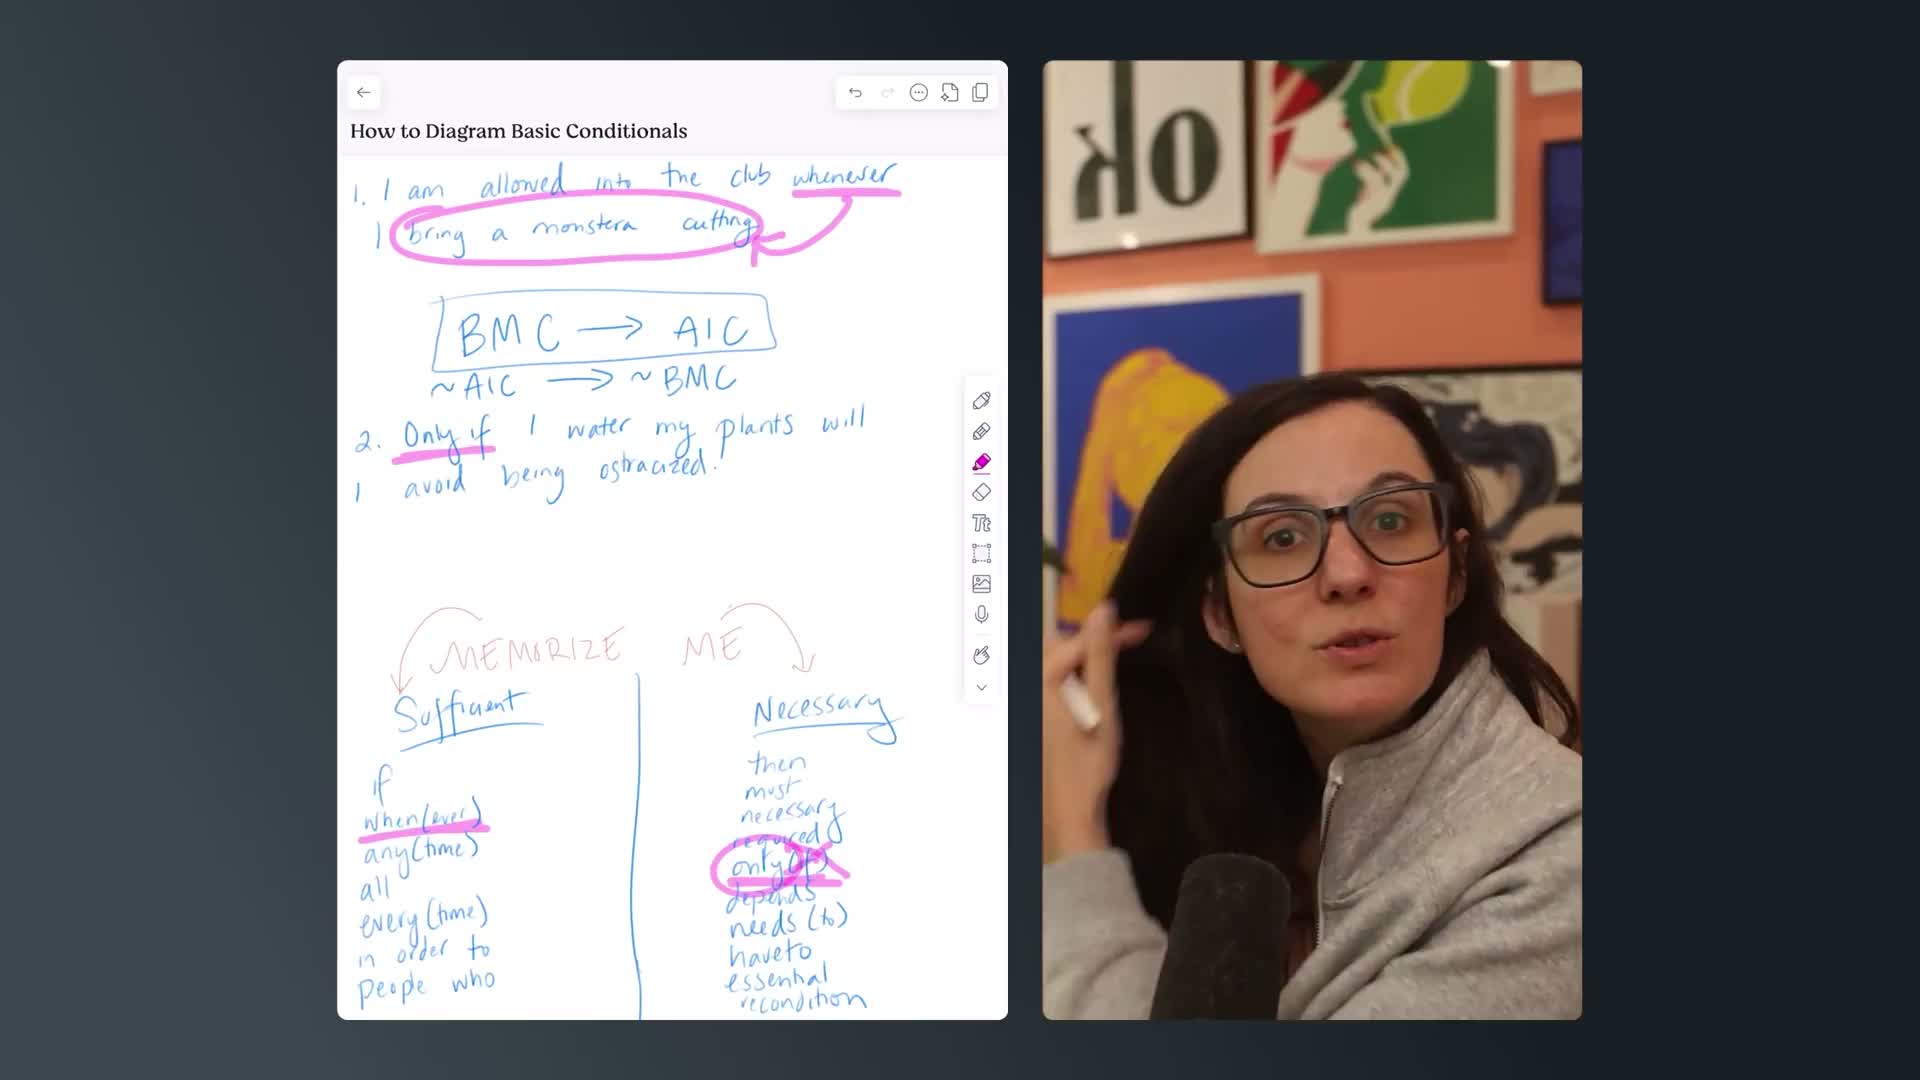 How to Diagram Basic Conditionals
1. I am allowed into the club whenever
I bring a monstera cutting
BMC → AIC
~AIC → ~BMC
2. Only if I water my plants will
I avoid being ostracized.
MEMORIZE ME
Sufficient
if
when(ever)
any(time)
all
every(time)
in order to
people who
Necessary
then
must
necessary
required
only(if)
depends
needs (to)
have to
essential
recondition
Tt
ok